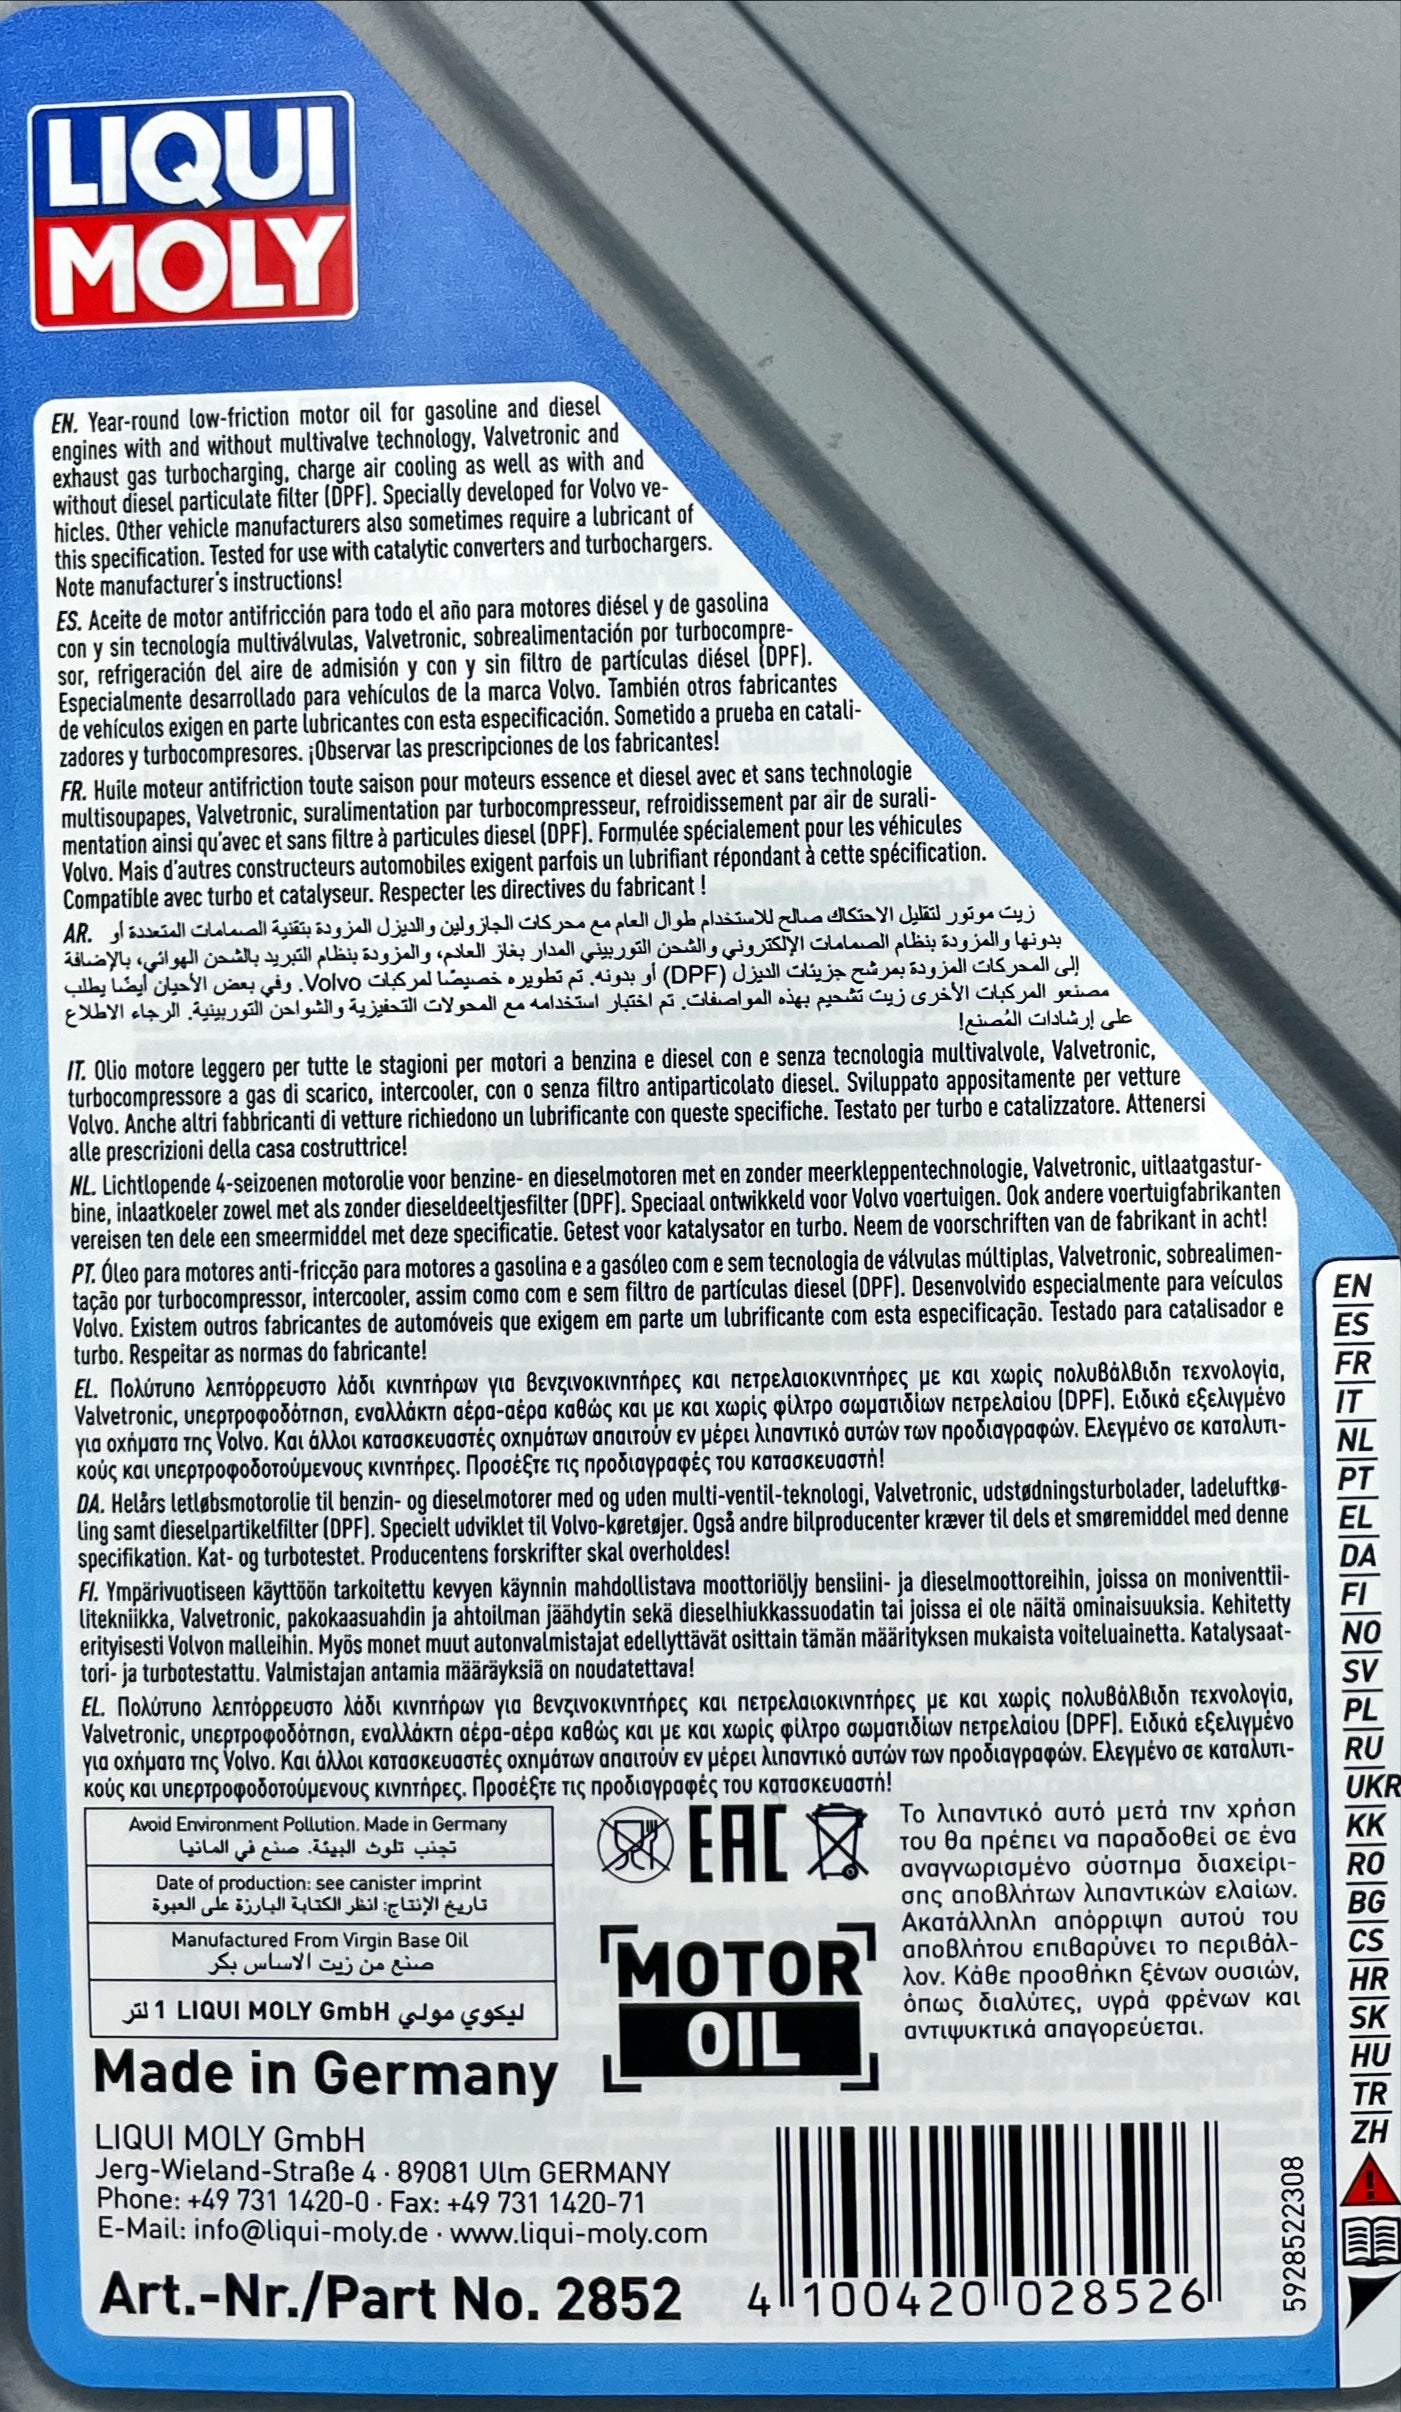 LIQUI
MOLY
EN. Year-round low-friction motor oil for gasoline and diesel
engines with and without multivalve technology, Valvetronic and
exhaust gas turbocharging, charge air cooling as well as with and
without diesel particulate filter (DPF). Specially developed for Volvo ve-
hicles. Other vehicle manufacturers also sometimes require a lubricant of
this specification. Tested for use with catalytic converters and turbochargers.
Note manufacturer's instructions!
ES. Aceite de motor antifricción para todo el año para motores diésel y de gasolina
con y sin tecnología multiválvulas, Valvetronic, sobrealimentación por turbocompre-
sor, refrigeración del aire de admisión y con y sin filtro de partículas diésel (DPF).
Especialmente desarrollado para vehículos de la marca Volvo. También otros fabricantes
de vehículos exigen en parte lubricantes con esta especificación. Sometido a prueba en catali-
zadores y turbocompresores. ¡Observar las prescripciones de los fabricantes!
FR. Huile moteur antifriction toute saison pour moteurs essence et diesel avec et sans technologie
multisoupapes, Valvetronic, suralimentation par turbocompresseur, refroidissement par air de surali-
mentation ainsi qu'avec et sans filtre à particules diesel (DPF). Formulée spécialement pour les véhicules
Volvo. Mais d'autres constructeurs automobiles exigent parfois un lubrifiant répondant à cette spécification.
Compatible avec turbo et catalyseur. Respecter les directives du fabricant !
AR. زيت موتور لتقليل الاحتكاك صالح للاستخدام طوال العام مع محركات الجازولين والديزل المزودة بتقنية الصمامات المتعددة أو
بدونها والمزودة بنظام الصمامات الإلكتروني والشحن التوربيني المدار بغاز العادم، والمزودة بنظام التبريد بالشحن الهوائي، بالإضافة
إلى المحركات المزودة بمرشح جزيئات الديزل (DPF) أو بدونه. تم تطويره خصيصًا لمركبات Volvo. وفي بعض الأحيان أيضًا يطلب
مصنعو المركبات الأخرى زيت تشحيم بهذه المواصفات. تم اختبار استخدامه مع المحولات التحفيزية والشواحن التوربينية. الرجاء الاطلاع
على إرشادات المُصنع!
IT. Olio motore leggero per tutte le stagioni per motori a benzina e diesel con e senza tecnologia multivalvole, Valvetronic,
turbocompressore a gas di scarico, intercooler, con o senza filtro antiparticolato diesel. Sviluppato appositamente per vetture
Volvo. Anche altri fabbricanti di vetture richiedono un lubrificante con queste specifiche. Testato per turbo e catalizzatore. Attenersi
alle prescrizioni della casa costruttrice!
NL. Lichtlopende 4-seizoenen motorolie voor benzine- en dieselmotoren met en zonder meerkleppentechnologie, Valvetronic, uitlaatgastur-
bine, inlaatkoeler zowel met als zonder dieseldeeltjesfilter (DPF). Speciaal ontwikkeld voor Volvo voertuigen. Ook andere voertuigfabrikanten
vereisen ten dele een smeermiddel met deze specificatie. Getest voor katalysator en turbo. Neem de voorschriften van de fabrikant in acht!
PT. Óleo para motores anti-fricção para motores a gasolina e a gasóleo com e sem tecnologia de válvulas múltiplas, Valvetronic, sobrealimen-
tação por turbocompressor, intercooler, assim como com e sem filtro de partículas diesel (DPF). Desenvolvido especialmente para veículos
Volvo. Existem outros fabricantes de automóveis que exigem em parte um lubrificante com esta especificação. Testado para catalisador e
turbo. Respeitar as normas do fabricante!
EL. Πολύτυπο λεπτόρρευστο λάδι κινητήρων για βενζινοκινητήρες και πετρελαιοκινητήρες με και χωρίς πολυβάλβιδη τεχνολογία,
Valvetronic, υπερτροφοδότηση, εναλλάκτη αέρα-αέρα καθώς και με και χωρίς φίλτρο σωματιδίων πετρελαίου (DPF). Ειδικά εξελιγμένο
για οχήματα της Volvo. Και άλλοι κατασκευαστές οχημάτων απαιτούν εν μέρει λιπαντικό αυτών των προδιαγραφών. Ελεγμένο σε καταλυτι-
κούς και υπερτροφοδοτούμενους κινητήρες. Προσέξτε τις προδιαγραφές του κατασκευαστή!
DA. Helårs letløbsmotorolie til benzin- og dieselmotorer med og uden multi-ventil-teknologi, Valvetronic, udstødningsturbolader, ladeluftkø-
ling samt dieselpartikelfilter (DPF). Specielt udviklet til Volvo-køretøjer. Også andre bilproducenter kræver til dels et smøremiddel med denne
specifikation. Kat- og turbotestet. Producentens forskrifter skal overholdes!
FI. Ympärivuotiseen käyttöön tarkoitettu kevyen käynnin mahdollistava moottoriöljy bensiini- ja dieselmoottoreihin, joissa on moniventtii-
litekniikka, Valvetronic, pakokaasuahdin ja ahtoilman jäähdytin sekä dieselhiukkassuodatin tai joissa ei ole näitä ominaisuuksia. Kehitetty
erityisesti Volvon malleihin. Myös monet muut autonvalmistajat edellyttävät osittain tämän määrityksen mukaista voiteluainetta. Katalysaat-
tori- ja turbotestattu. Valmistajan antamia määräyksiä on noudatettava!
EL. Πολύτυπο λεπτόρρευστο λάδι κινητήρων για βενζινοκινητήρες και πετρελαιοκινητήρες με και χωρίς πολυβάλβιδη τεχνολογία,
Valvetronic, υπερτροφοδότηση, εναλλάκτη αέρα-αέρα καθώς και με και χωρίς φίλτρο σωματιδίων πετρελαίου (DPF). Ειδικά εξελιγμένο
για οχήματα της Volvo. Και άλλοι κατασκευαστές οχημάτων απαιτούν εν μέρει λιπαντικό αυτών των προδιαγραφών. Ελεγμένο σε καταλυτι-
κούς και υπερτροφοδοτούμενους κινητήρες. Προσέξτε τις προδιαγραφές του κατασκευαστή!
Avoid Environment Pollution. Made in Germany
تجنب تلوث البيئة. صنع في المانيا
Date of production: see canister imprint
تاريخ الإنتاج: انظر الكتابة البارزة على العبوة
Manufactured From Virgin Base Oil
صنع من زيت الاساس بكر
ليكوي مولي LIQUI MOLY GmbH 1 لتر
EAC
MOTOR
OIL
Το λιπαντικό αυτό μετά την χρήση
του θα πρέπει να παραδοθεί σε ένα
αναγνωρισμένο σύστημα διαχείρι-
σης αποβλήτων λιπαντικών ελαίων.
Ακατάλληλη απόρριψη αυτού του
αποβλήτου επιβαρύνει το περιβάλ-
λον. Κάθε προσθήκη ξένων ουσιών,
όπως διαλύτες, υγρά φρένων και
αντιψυκτικά απαγορεύεται.
Made in Germany
LIQUI MOLY GmbH
Jerg-Wieland-Straße 4 · 89081 Ulm GERMANY
Phone: +49 731 1420-0 · Fax: +49 731 1420-71
E-Mail: info@liqui-moly.de · www.liqui-moly.com
Art.-Nr./Part No. 2852
4 100420 028526
5928522308
EN
ES
FR
IT
NL
PT
EL
DA
FI
NO
SV
PL
RU
UKR
KK
RO
BG
CS
HR
SK
HU
TR
ZH